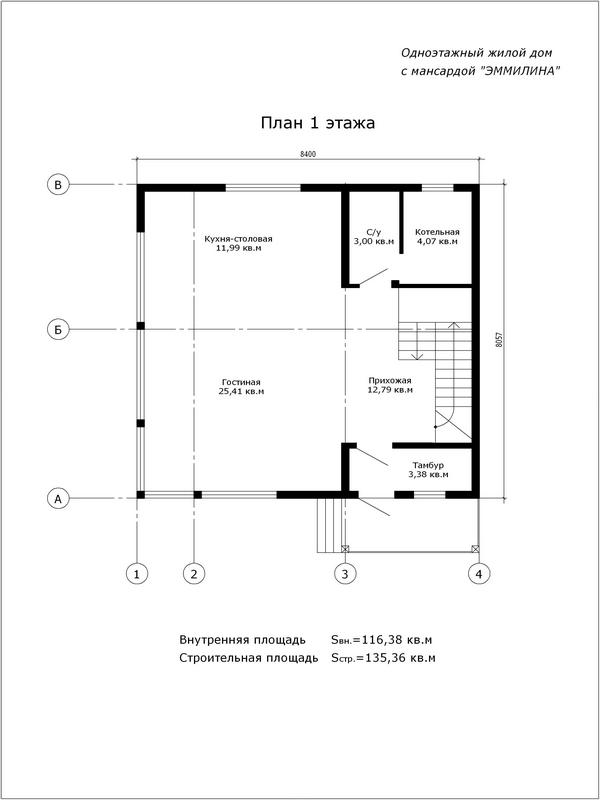 Одноэтажный жилой дом
с мансардой "ЭММИЛИНА"
План 1 этажа
8400
В
Кухня-столовая
11,99 кв.м
С/у
3,00 кв.м
Котельная
4,07 кв.м
Б
8057
Гостиная
25,41 кв.м
Прихожая
12,79 кв.м
Тамбур
3,38 кв.м
А
1
2
3
4
Внутренняя площадь Sвн.=116,38 кв.м
Строительная площадь Sстр.=135,36 кв.м